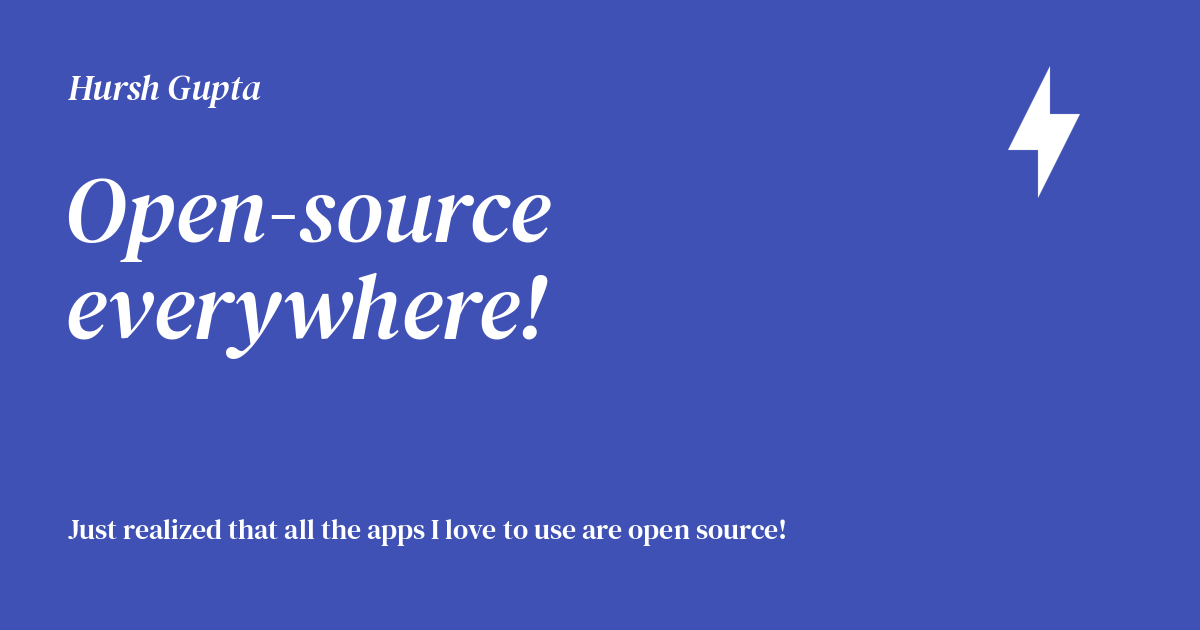 Hursh Gupta
Open-source
everywhere!
Just realized that all the apps I love to use are open source!